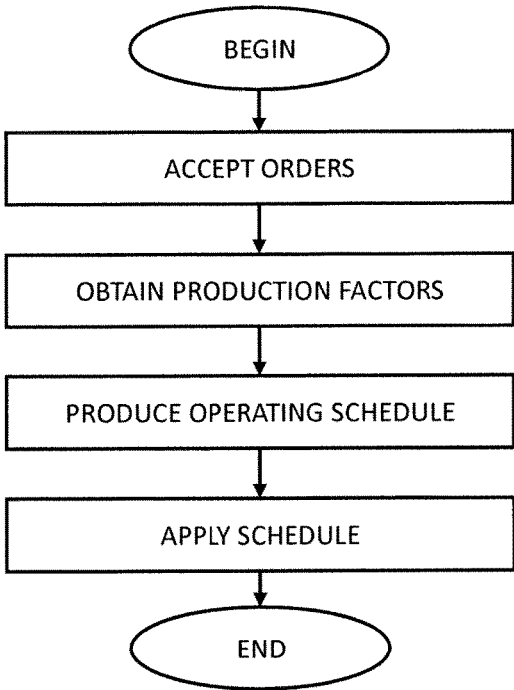 BEGIN
ACCEPT ORDERS
OBTAIN PRODUCTION FACTORS
PRODUCE OPERATING SCHEDULE
APPLY SCHEDULE
END